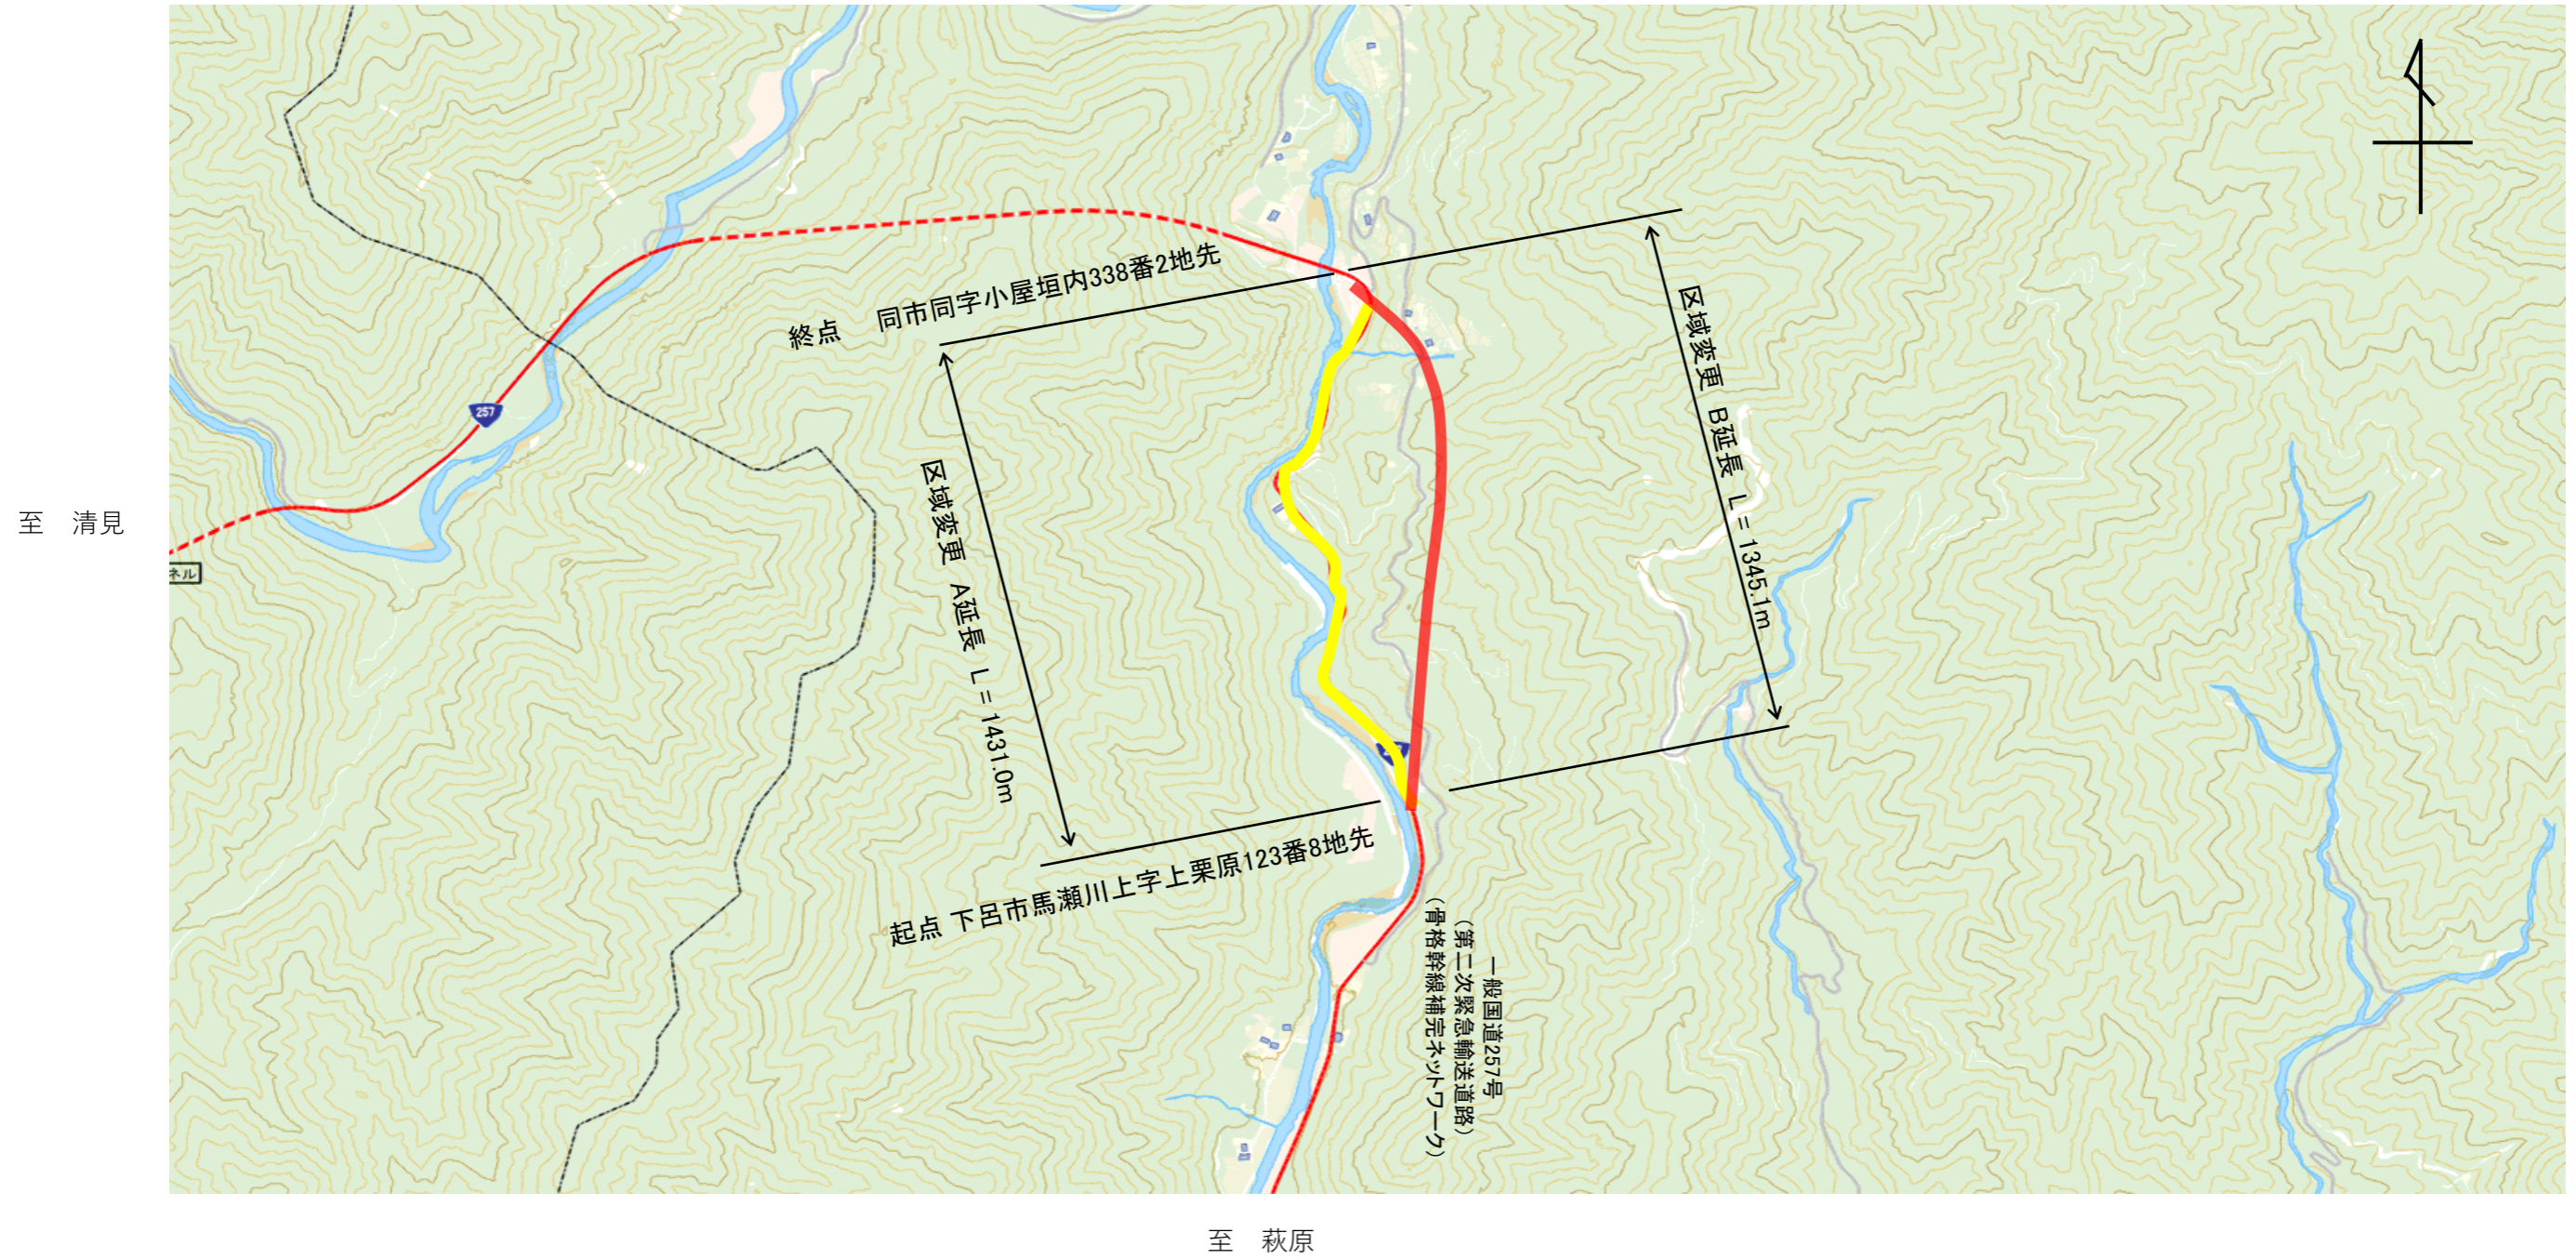 終点 同市同字小屋垣内338番2地先
区域変更 B延長 L=1345.1m
257
区域変更 A延長 L=1431.0m
至 清見
ネル
起点 下呂市馬瀬川上字上栗原123番8地先
一般国道257号
(第二次緊急輸送道路)
(骨格幹線補完ネットワーク)
至 萩原